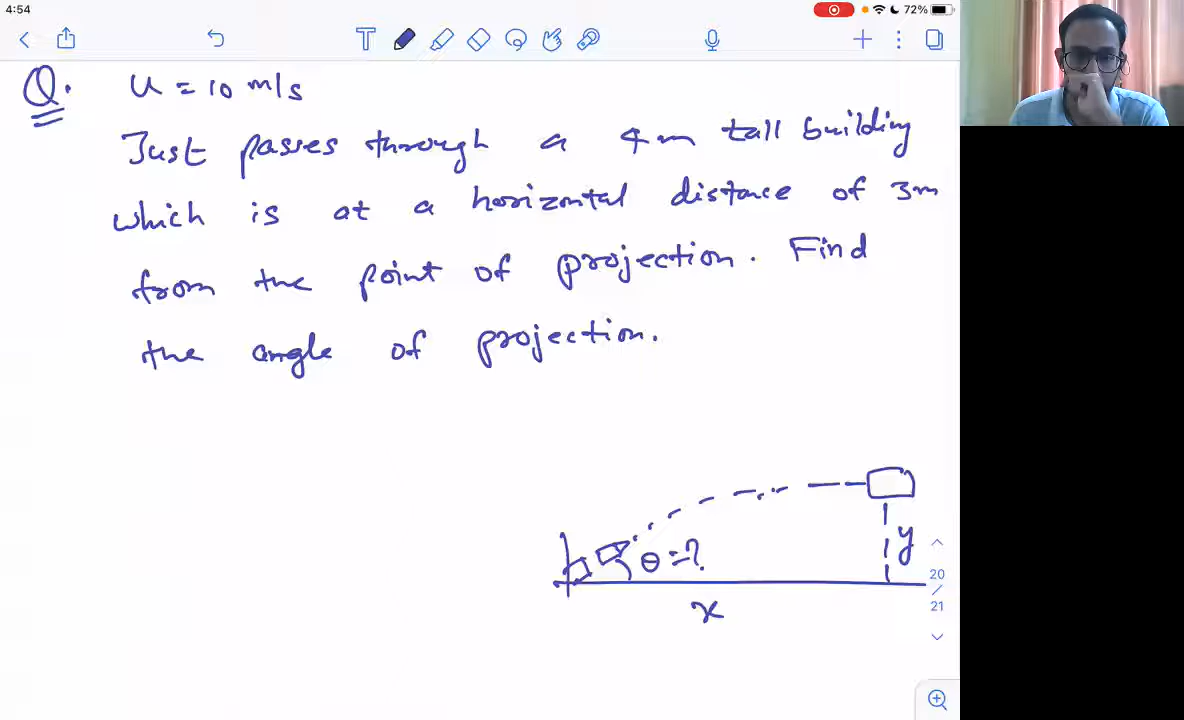 4:54
72%
T
Q. u = 10 m/s
Just passes through a 4m tall building
which is at a horizontal distance of 3m
from the point of projection. Find
the angle of projection.
θ = ?
y
x
20
/
21